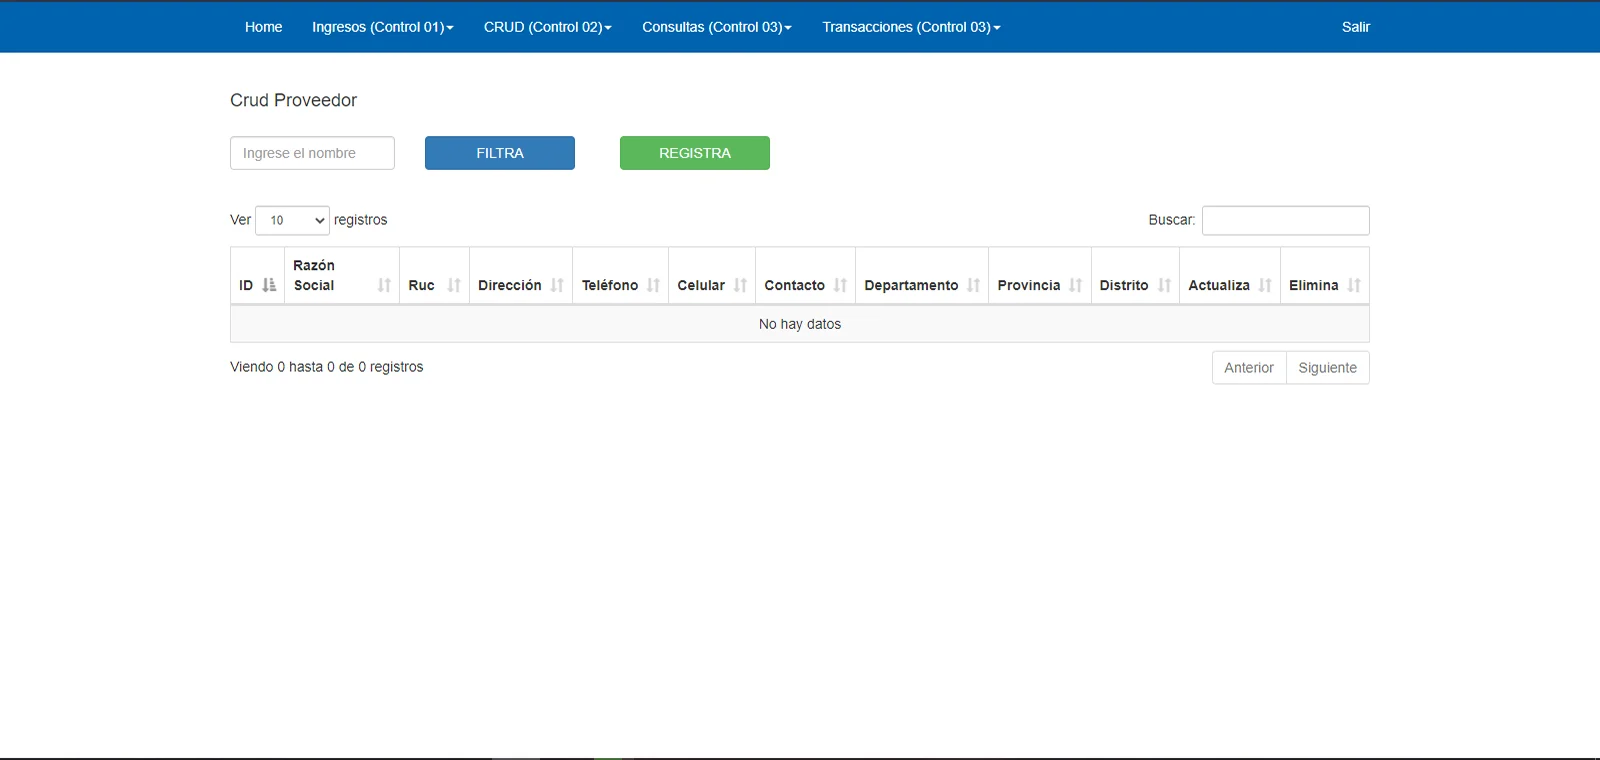 Home Ingresos (Control 01) CRUD (Control 02) Consultas (Control 03) Transacciones (Control 03) Salir
Crud Proveedor
Ingrese el nombre FILTRA REGISTRA
Ver 10 registros Buscar:
ID Razón Social Ruc Dirección Teléfono Celular Contacto Departamento Provincia Distrito Actualiza Elimina
No hay datos
Viendo 0 hasta 0 de 0 registros Anterior Siguiente